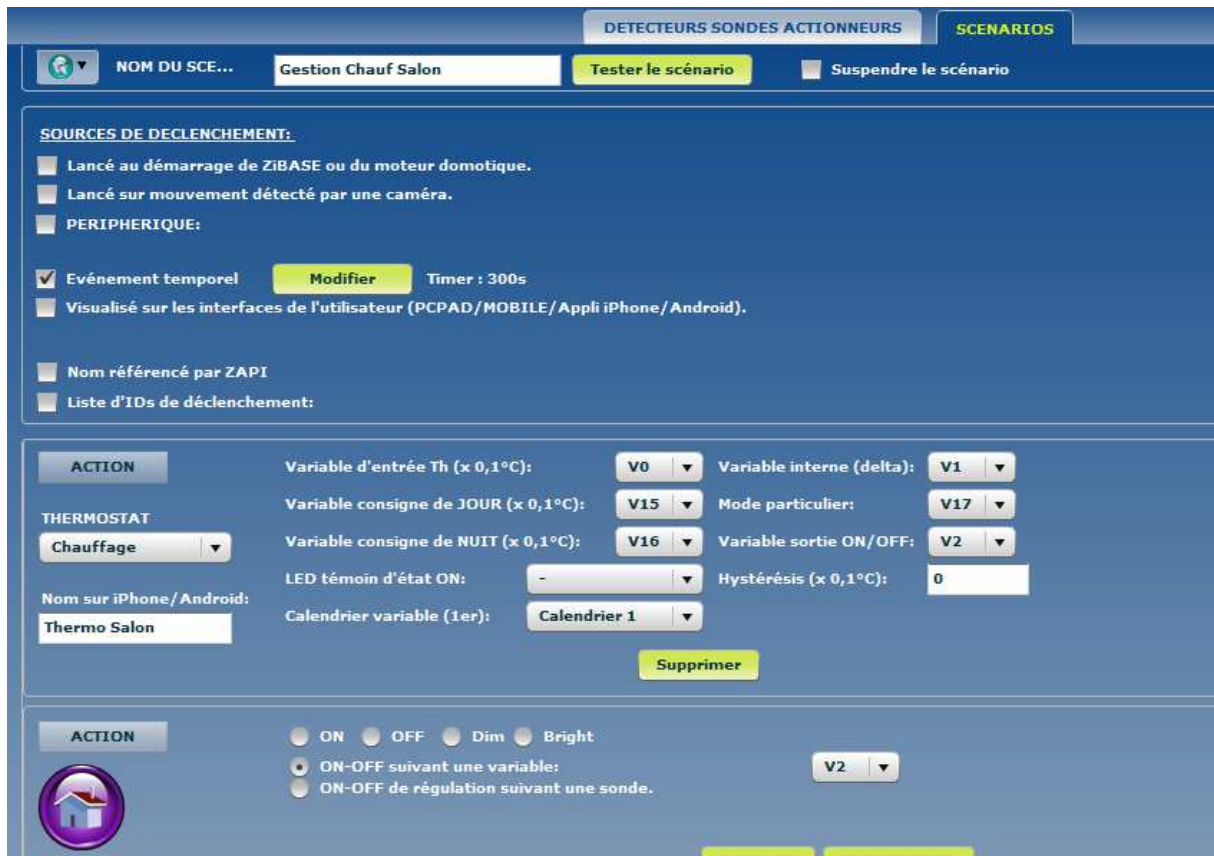 DETECTEURS SONDES ACTIONNEURS
SCENARIOS
NOM DU SCE...
Gestion Chauf Salon
Tester le scénario
Suspendre le scénario
SOURCES DE DECLENCHEMENT:
Lancé au démarrage de ZiBASE ou du moteur domotique.
Lancé sur mouvement détecté par une caméra.
PERIPHERIQUE:
Evénement temporel
Modifier
Timer : 300s
Visualisé sur les interfaces de l'utilisateur (PCPAD/MOBILE/Appli iPhone/Android).
Nom référencé par ZAPI
Liste d'IDs de déclenchement:
ACTION
THERMOSTAT
Chauffage
Nom sur iPhone/Android:
Thermo Salon
Variable d'entrée Th (x 0,1°C):
V0
Variable interne (delta):
V1
Variable consigne de JOUR (x 0,1°C):
V15
Mode particulier:
V17
Variable consigne de NUIT (x 0,1°C):
V16
Variable sortie ON/OFF:
V2
LED témoin d'état ON:
-
Hystérésis (x 0,1°C):
0
Calendrier variable (1er):
Calendrier 1
Supprimer
ACTION
ON
OFF
Dim
Bright
ON-OFF suivant une variable:
V2
ON-OFF de régulation suivant une sonde.